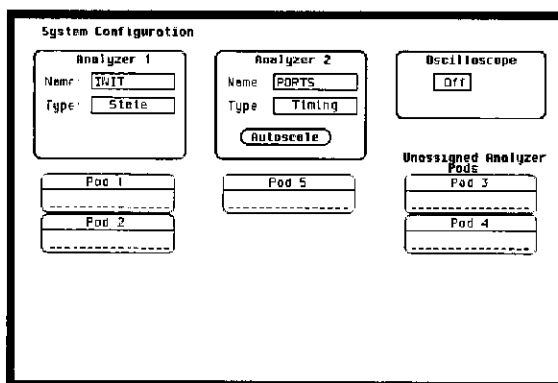 System Configuration
Analyzer 1
Name: INIT
Type: State
Analyzer 2
Name PORTS
Type Timing
Autoscale
Oscilloscope
Off
Unassigned Analyzer
Pods
Pod 1
Pod 2
Pod 5
Pod 3
Pod 4